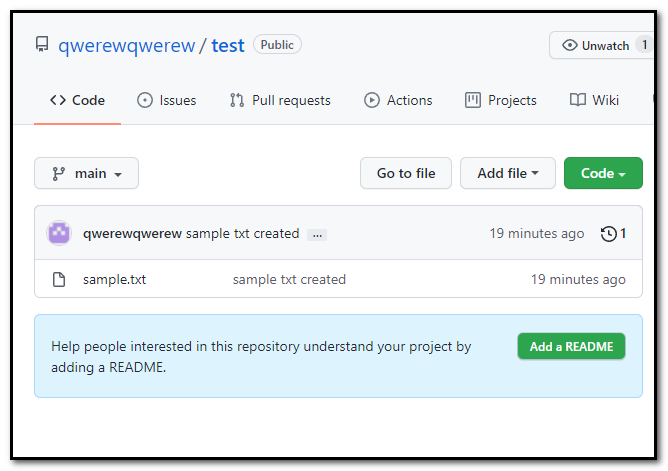 qwerewqwerew / test Public Unwatch 1
Code Issues Pull requests Actions Projects Wiki
main Go to file Add file Code
qwerewqwerew sample txt created ... 19 minutes ago 1
sample.txt sample txt created 19 minutes ago
Help people interested in this repository understand your project by
adding a README.
Add a README